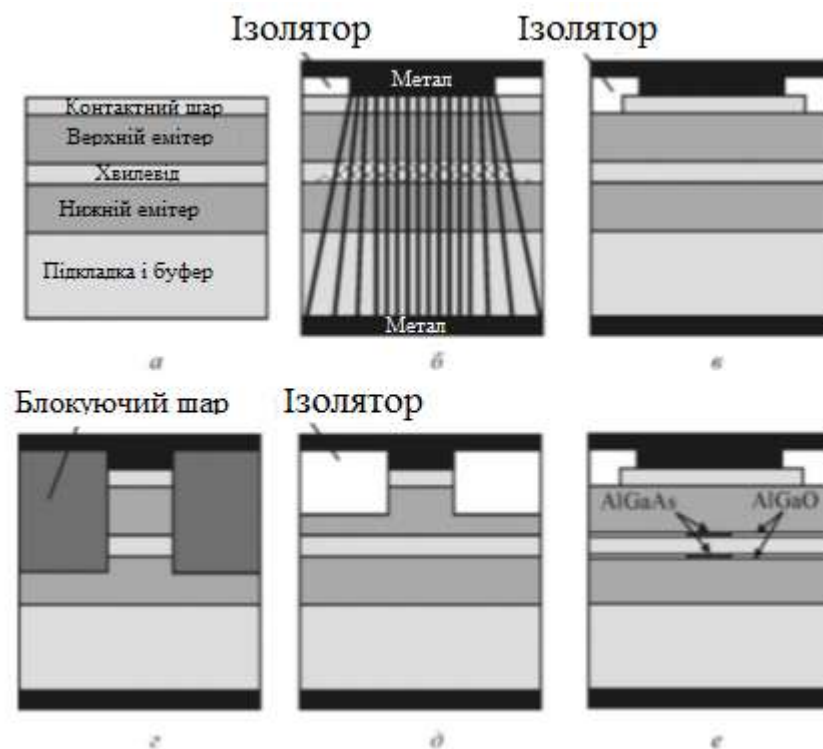 Ізолятор
Ізолятор
Метал
Контактний шар
Верхній емітер
Хвилевід
Нижній емітер
Підкладка і буфер
Метал
а
б
в
Блокуючий шар
Ізолятор
AlGaAs
AlGaO
г
д
е